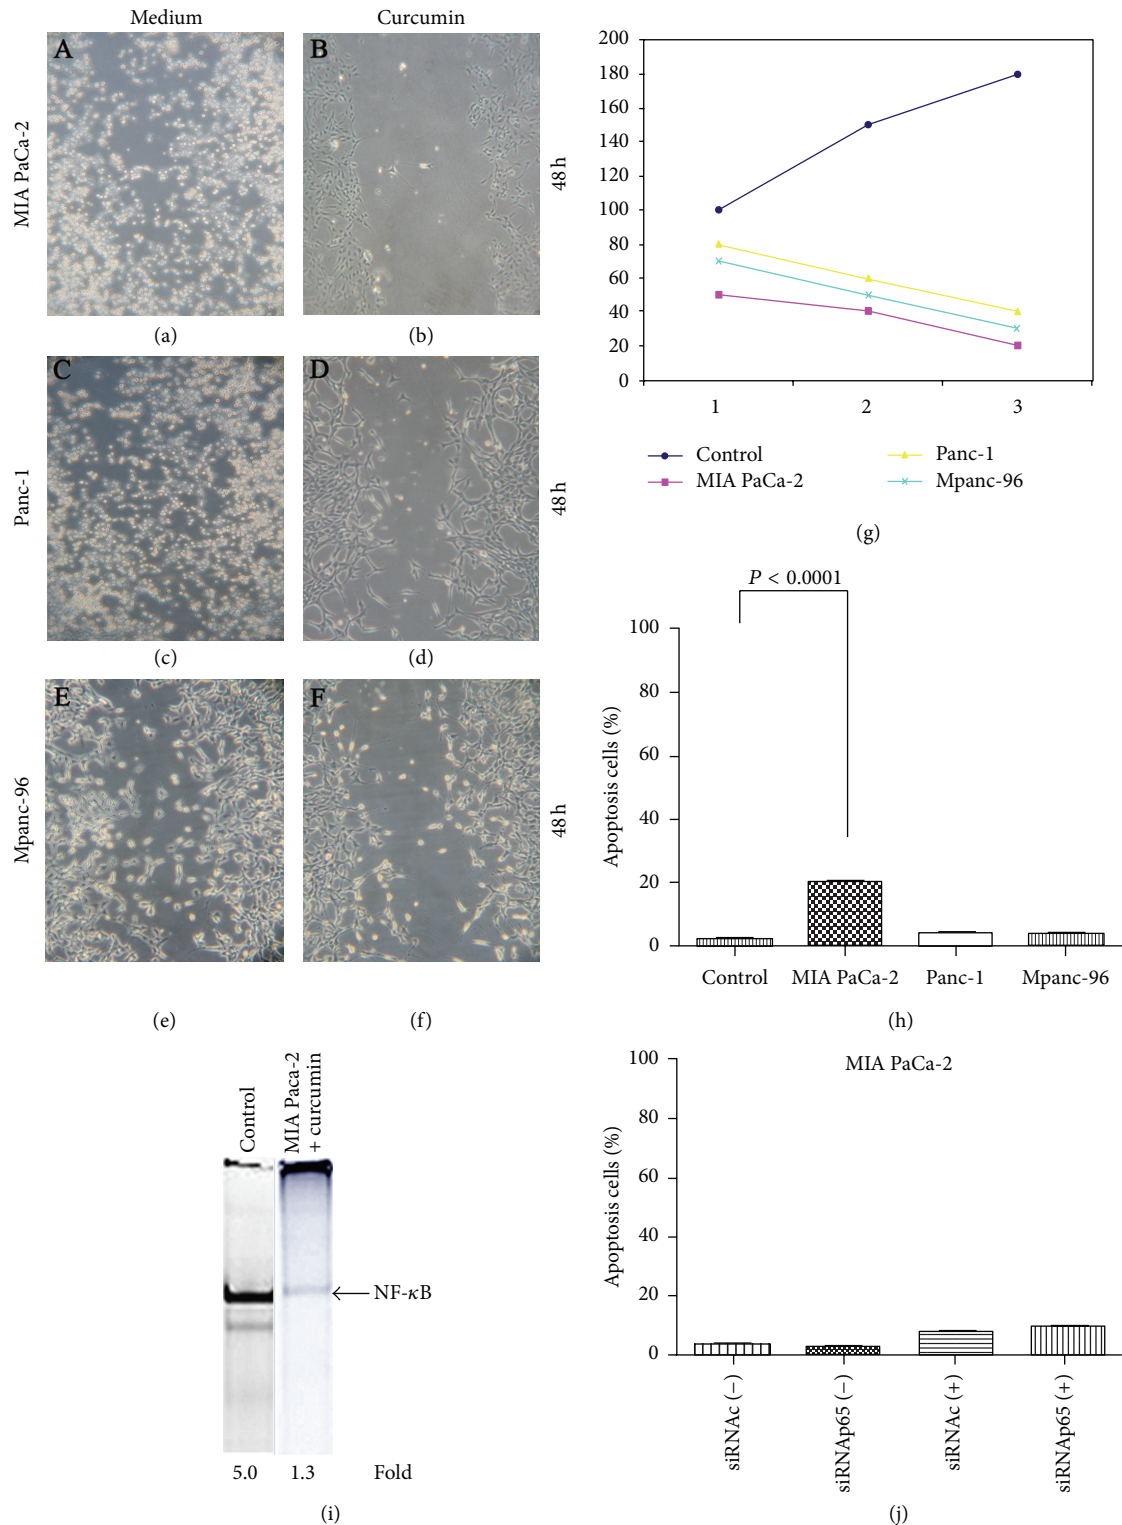 Medium
Curcumin
A
B
MIA PaCa-2
48 h
(a)
(b)
C
D
Panc-1
48 h
(c)
(d)
E
F
Mpanc-96
48 h
(e)
(f)
200
180
160
140
120
100
80
60
40
20
0
1
2
3
Control
Panc-1
MIA PaCa-2
Mpanc-96
(g)
P < 0.0001
100
80
60
40
20
0
Apoptosis cells (%)
Control
MIA PaCa-2
Panc-1
Mpanc-96
(h)
Control
MIA Paca-2
+ curcumin
NF-κB
5.0
1.3
Fold
(i)
MIA PaCa-2
100
80
60
40
20
0
Apoptosis cells (%)
siRNAc (−)
siRNAp65 (−)
siRNAc (+)
siRNAp65 (+)
(j)